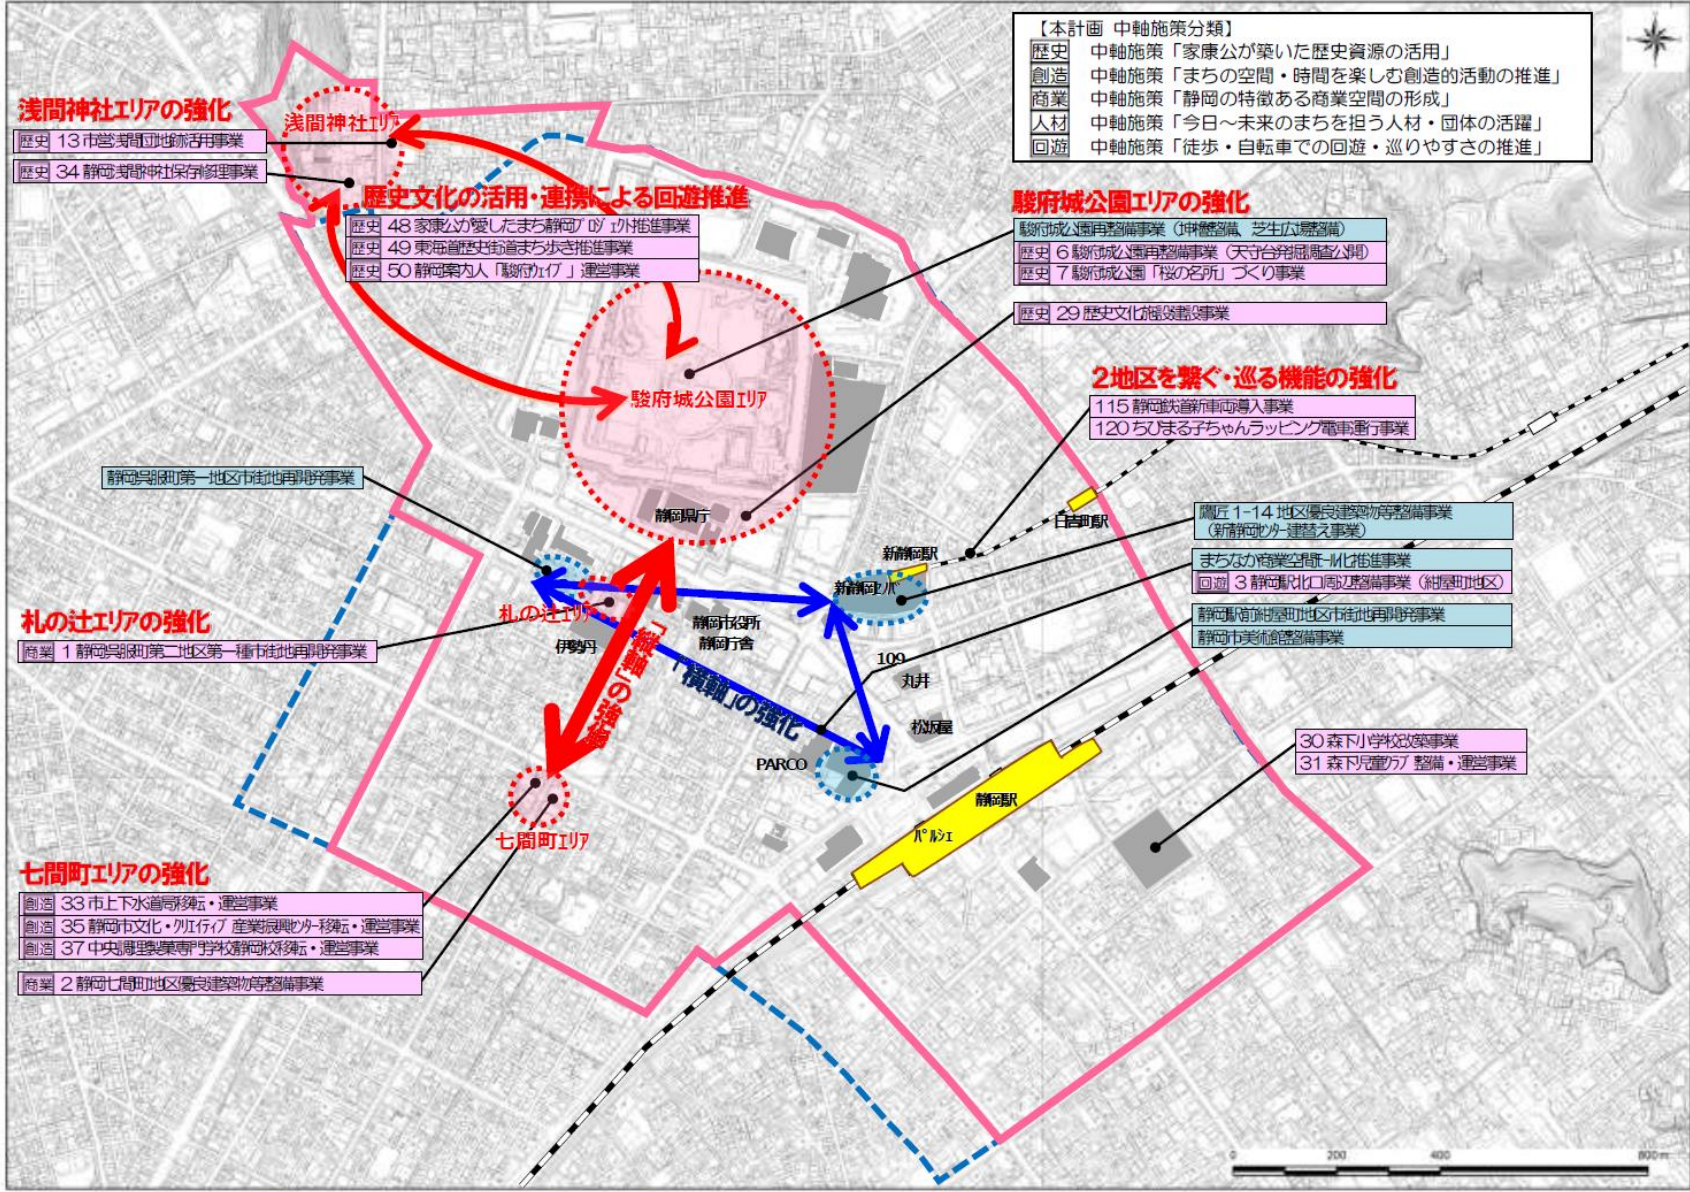 【本計画 中軸施策分類】
歴史 中軸施策「家康公が築いた歴史資源の活用」
創造 中軸施策「まちの空間・時間を楽しむ創造的活動の推進」
商業 中軸施策「静岡の特徴ある商業空間の形成」
人材 中軸施策「今日～未来のまちを担う人材・団体の活躍」
回遊 中軸施策「徒歩・自転車での回遊・巡りやすさの推進」
浅間神社エリアの強化
歴史 13 市営浅間町団地跡活用事業
歴史 34 静岡浅間神社保存修理事業
浅間神社エリア
歴史文化の活用・連携による回遊推進
歴史 48 家康公が愛したまち静岡プロジェクト推進事業
歴史 49 東海道歴史街道まち歩き推進事業
歴史 50 静岡案内人「駿府ウェイブ」運営事業
駿府城公園エリアの強化
駿府城公園再整備事業(坤櫓整備、芝生広場整備)
歴史 6 駿府城公園再整備事業(天守台発掘調査公開)
歴史 7 駿府城公園「桜の名所」づくり事業
歴史 29 歴史文化施設建設事業
駿府城公園エリア
2地区を繋ぐ・巡る機能の強化
115 静岡鉄道新車両導入事業
120 ちびまる子ちゃんラッピング電車運行事業
静岡呉服町第一地区市街地再開発事業
静岡県庁
日吉町駅
新静岡駅
新静岡セノバ
鷹匠1-14地区優良建築物等整備事業
(新静岡センター建替え事業)
まちなか商業空間モール化推進事業
回遊 3 静岡駅北口周辺整備事業(紺屋町地区)
静岡駅前紺屋町地区市街地再開発事業
静岡市美術館整備事業
札の辻エリアの強化
商業 1 静岡呉服町第二地区第一種市街地再開発事業
札の辻エリア
伊勢丹
静岡市役所
静岡庁舎
「縦軸」の強化
「横軸」の強化
109
丸井
松坂屋
PARCO
静岡駅
パルシェ
30 森下小学校改築事業
31 森下児童クラブ 整備・運営事業
七間町エリア
七間町エリアの強化
創造 33 市上下水道局移転・運営事業
創造 35 静岡市文化・クリエイティブ 産業振興センター移転・運営事業
創造 37 中央調理製菓専門学校静岡校移転・運営事業
商業 2 静岡七間町地区優良建築物等整備事業
0 200 400 800m